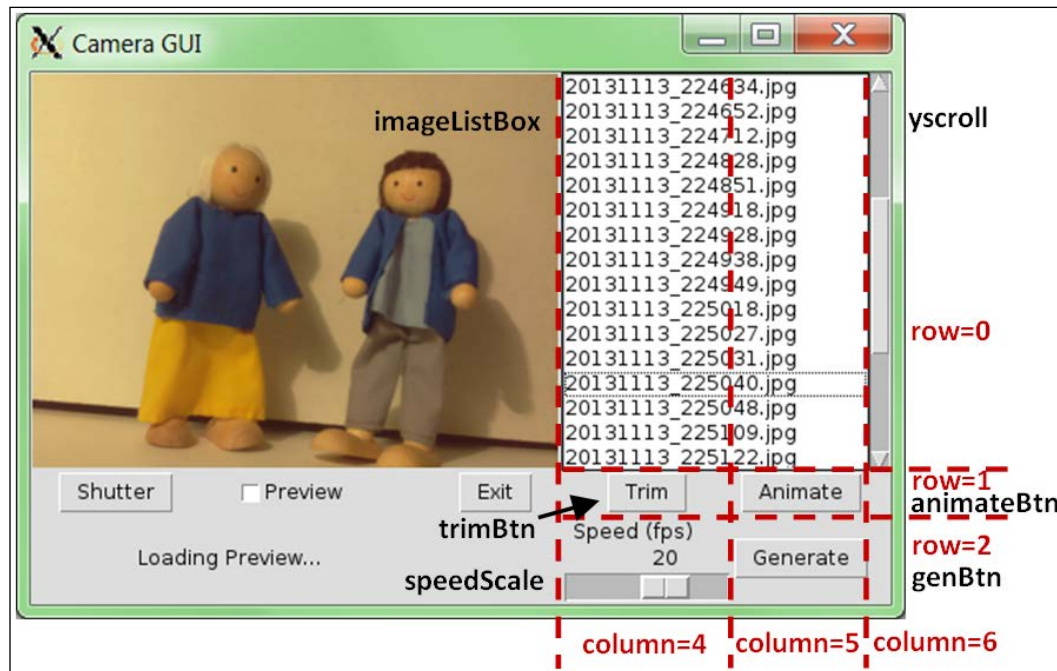 Camera GUI
imageListBox
20131113_224634.jpg
20131113_224652.jpg
20131113_224712.jpg
20131113_224828.jpg
20131113_224851.jpg
20131113_224918.jpg
20131113_224928.jpg
20131113_224938.jpg
20131113_224949.jpg
20131113_225018.jpg
20131113_225027.jpg
20131113_225031.jpg
20131113_225040.jpg
20131113_225048.jpg
20131113_225109.jpg
20131113_225122.jpg
yscroll
row=0
Shutter
Preview
Exit
Trim
Animate
row=1
animateBtn
trimBtn
Loading Preview...
Speed (fps)
20
Generate
row=2
genBtn
speedScale
column=4
column=5
column=6